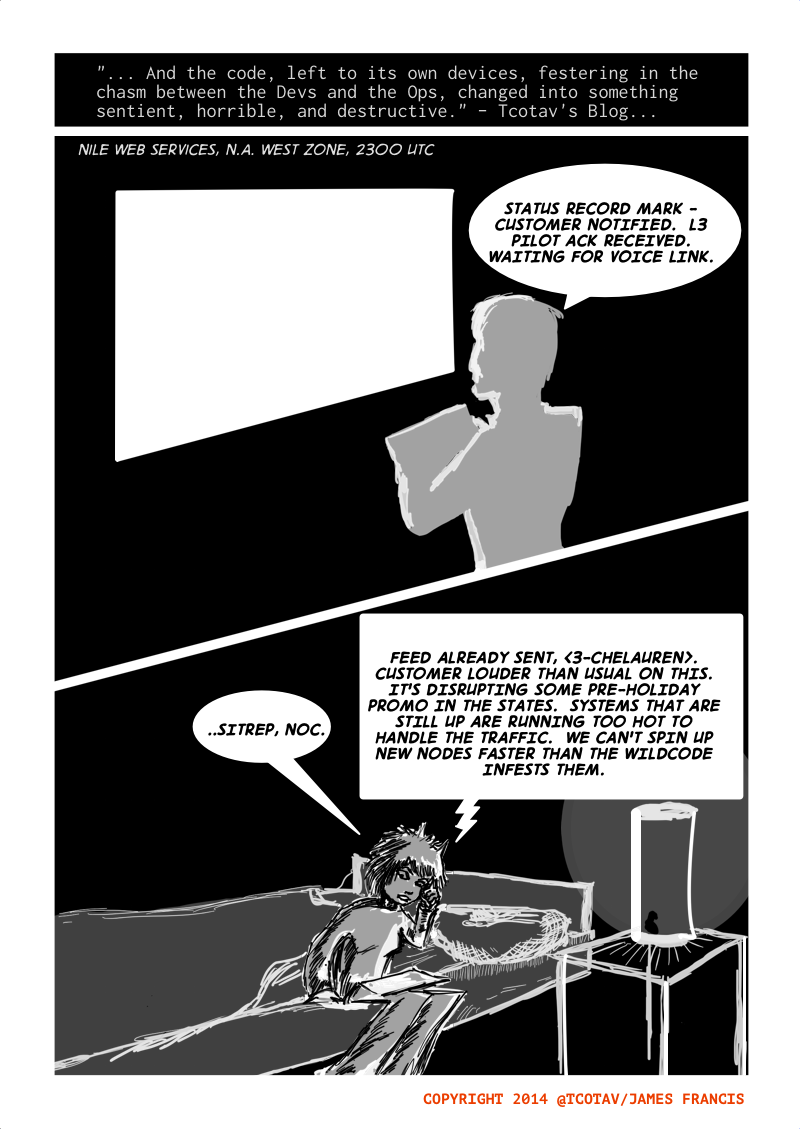 "... And the code, left to its own devices, festering in the
chasm between the Devs and the Ops, changed into something
sentient, horrible, and destructive." – Tcotav's Blog...
NILE WEB SERVICES, N.A. WEST ZONE, 2300 UTC
STATUS RECORD MARK -
CUSTOMER NOTIFIED. L3
PILOT ACK RECEIVED.
WAITING FOR VOICE LINK.
..SITREP, NOC.
FEED ALREADY SENT, <3-CHELAUREN>.
CUSTOMER LOUDER THAN USUAL ON THIS.
IT'S DISRUPTING SOME PRE-HOLIDAY
PROMO IN THE STATES. SYSTEMS THAT ARE
STILL UP ARE RUNNING TOO HOT TO
HANDLE THE TRAFFIC. WE CAN'T SPIN UP
NEW NODES FASTER THAN THE WILDCODE
INFESTS THEM.
COPYRIGHT 2014 @TCOTAV/JAMES FRANCIS